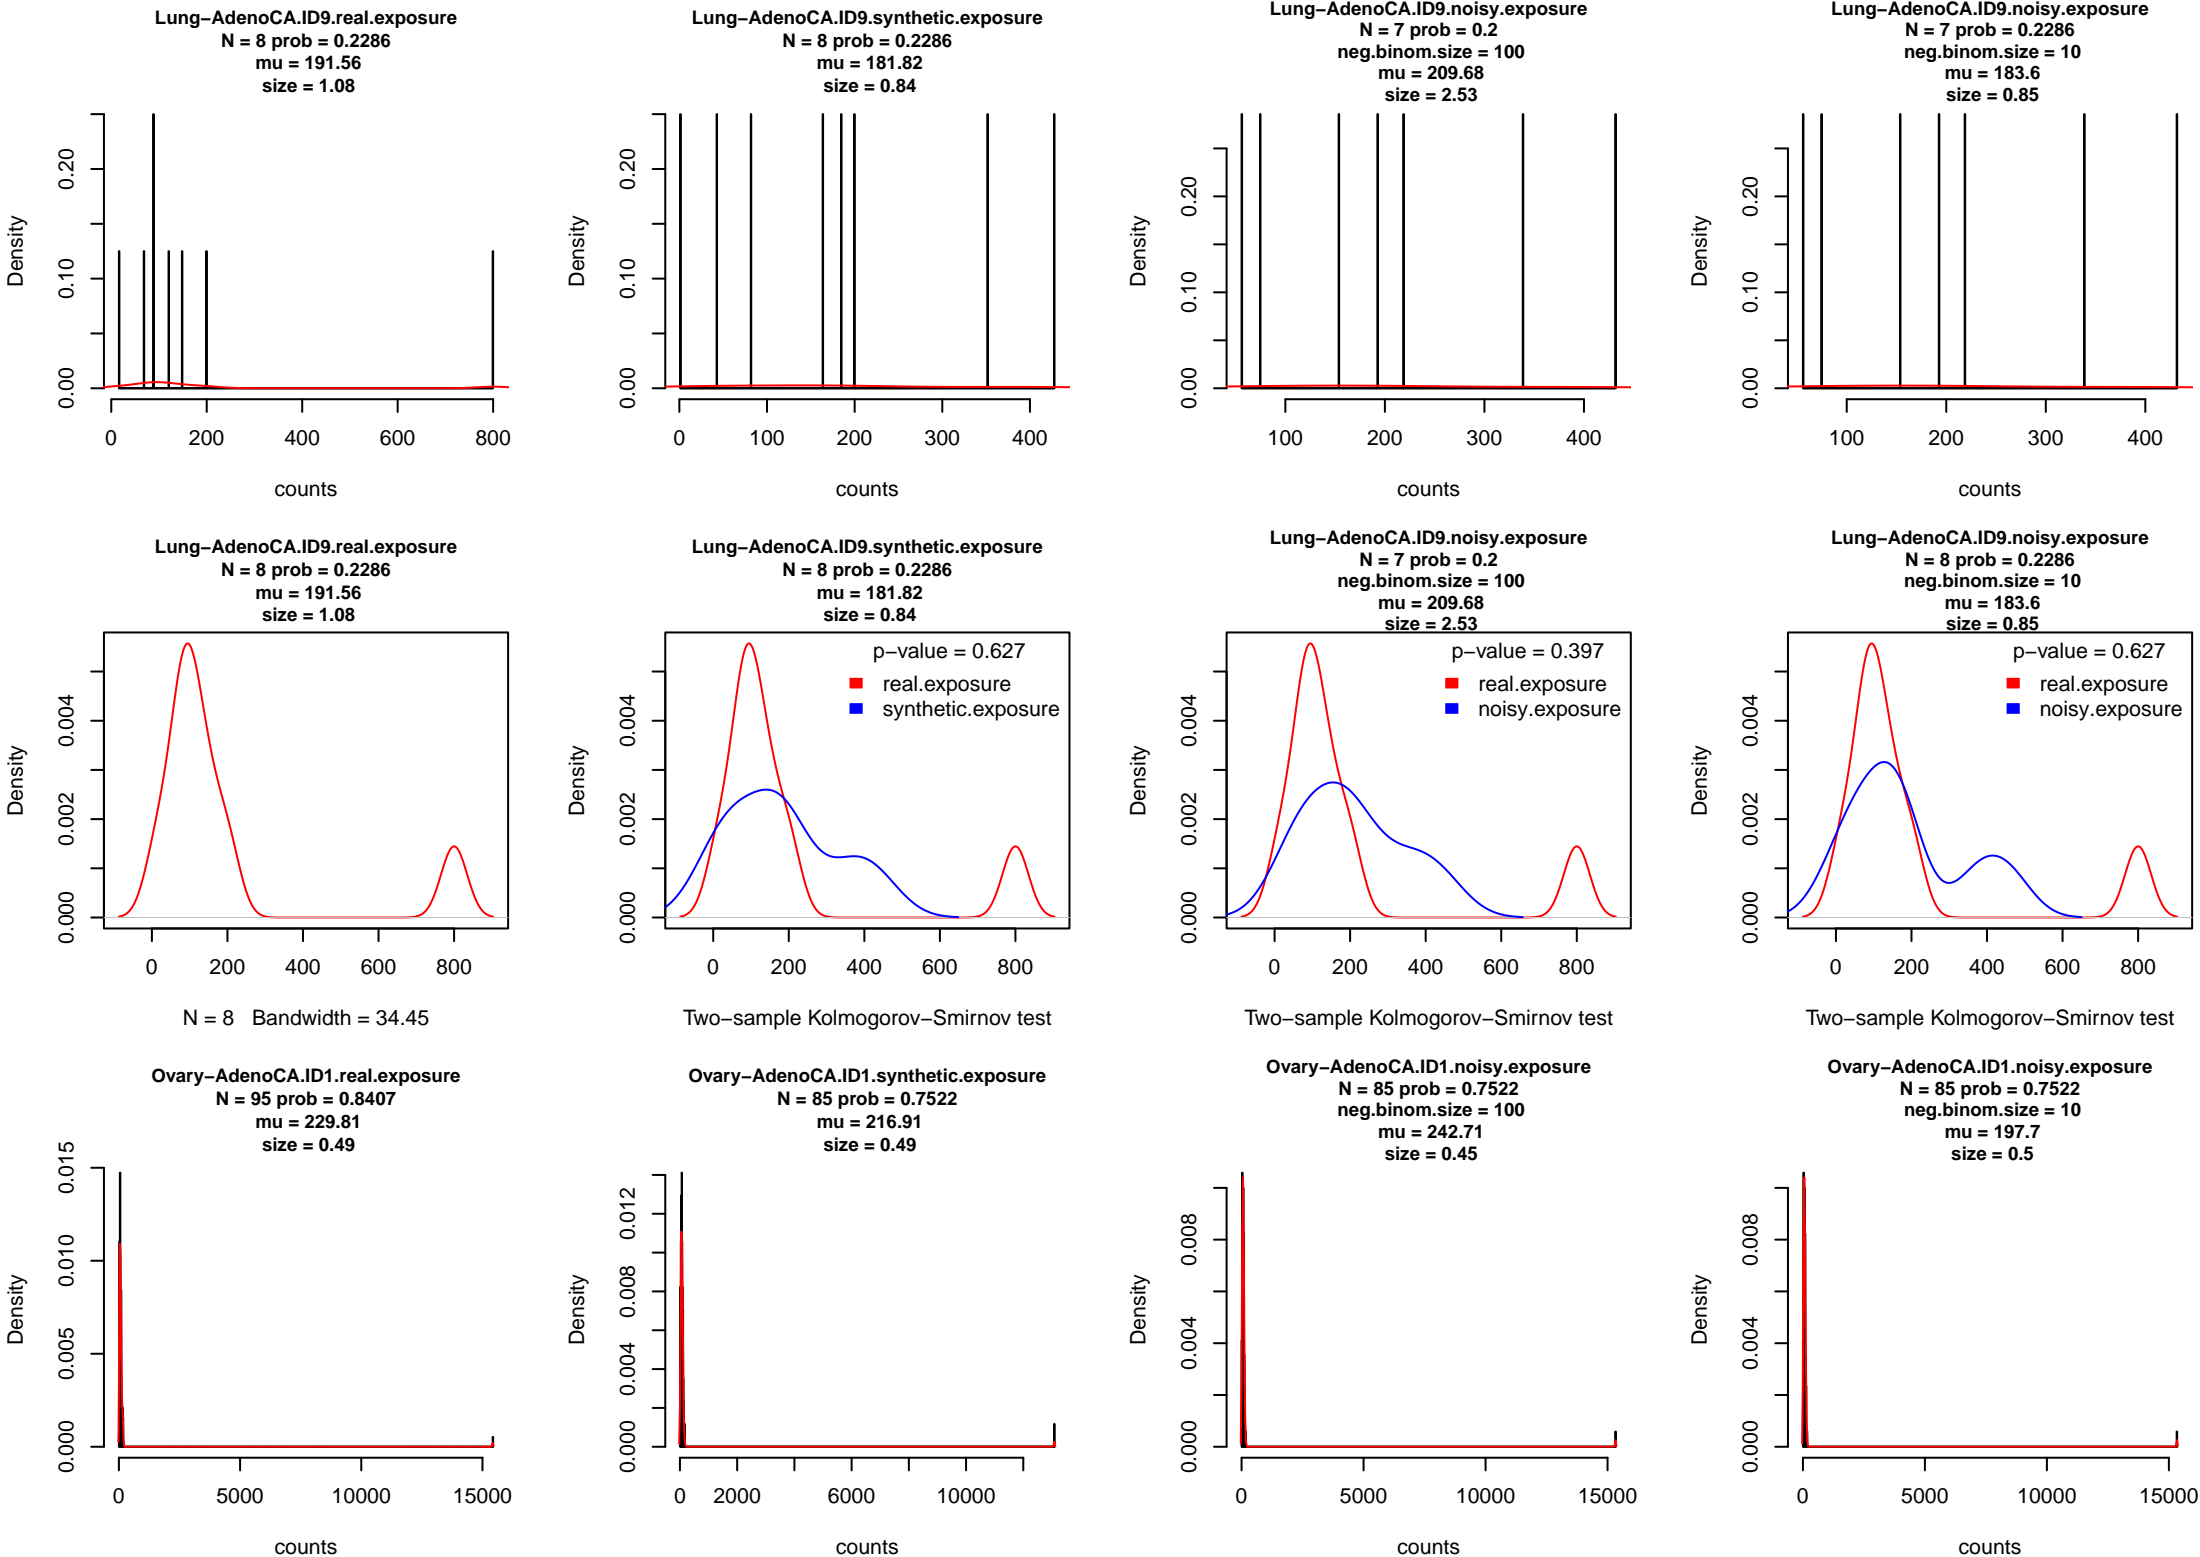 Lung−AdenoCA.ID9.real.exposure
N = 8 prob = 0.2286
mu = 191.56
size = 1.08
Density
0.00 0.10 0.20
0 200 400 600 800
counts
Lung−AdenoCA.ID9.synthetic.exposure
N = 8 prob = 0.2286
mu = 181.82
size = 0.84
Density
0.00 0.10 0.20
0 100 200 300 400
counts
Lung−AdenoCA.ID9.noisy.exposure
N = 7 prob = 0.2
neg.binom.size = 100
mu = 209.68
size = 2.53
Density
0.00 0.10 0.20
100 200 300 400
counts
Lung−AdenoCA.ID9.noisy.exposure
N = 7 prob = 0.2286
neg.binom.size = 10
mu = 183.6
size = 0.85
Density
0.00 0.10 0.20
100 200 300 400
counts
Lung−AdenoCA.ID9.real.exposure
N = 8 prob = 0.2286
mu = 191.56
size = 1.08
Density
0.000 0.002 0.004
0 200 400 600 800
N = 8 Bandwidth = 34.45
Lung−AdenoCA.ID9.synthetic.exposure
N = 8 prob = 0.2286
mu = 181.82
size = 0.84
p−value = 0.627
real.exposure
synthetic.exposure
Density
0.000 0.002 0.004
0 200 400 600 800
Two−sample Kolmogorov−Smirnov test
Lung−AdenoCA.ID9.noisy.exposure
N = 7 prob = 0.2
neg.binom.size = 100
mu = 209.68
size = 2.53
p−value = 0.397
real.exposure
noisy.exposure
Density
0.000 0.002 0.004
0 200 400 600 800
Two−sample Kolmogorov−Smirnov test
Lung−AdenoCA.ID9.noisy.exposure
N = 8 prob = 0.2286
neg.binom.size = 10
mu = 183.6
size = 0.85
p−value = 0.627
real.exposure
noisy.exposure
Density
0.000 0.002 0.004
0 200 400 600 800
Two−sample Kolmogorov−Smirnov test
Ovary−AdenoCA.ID1.real.exposure
N = 95 prob = 0.8407
mu = 229.81
size = 0.49
Density
0.000 0.005 0.010 0.015
0 5000 10000 15000
counts
Ovary−AdenoCA.ID1.synthetic.exposure
N = 85 prob = 0.7522
mu = 216.91
size = 0.49
Density
0.000 0.004 0.008 0.012
0 2000 6000 10000
counts
Ovary−AdenoCA.ID1.noisy.exposure
N = 85 prob = 0.7522
neg.binom.size = 100
mu = 242.71
size = 0.45
Density
0.000 0.004 0.008
0 5000 10000 15000
counts
Ovary−AdenoCA.ID1.noisy.exposure
N = 85 prob = 0.7522
neg.binom.size = 10
mu = 197.7
size = 0.5
Density
0.000 0.004 0.008
0 5000 10000 15000
counts